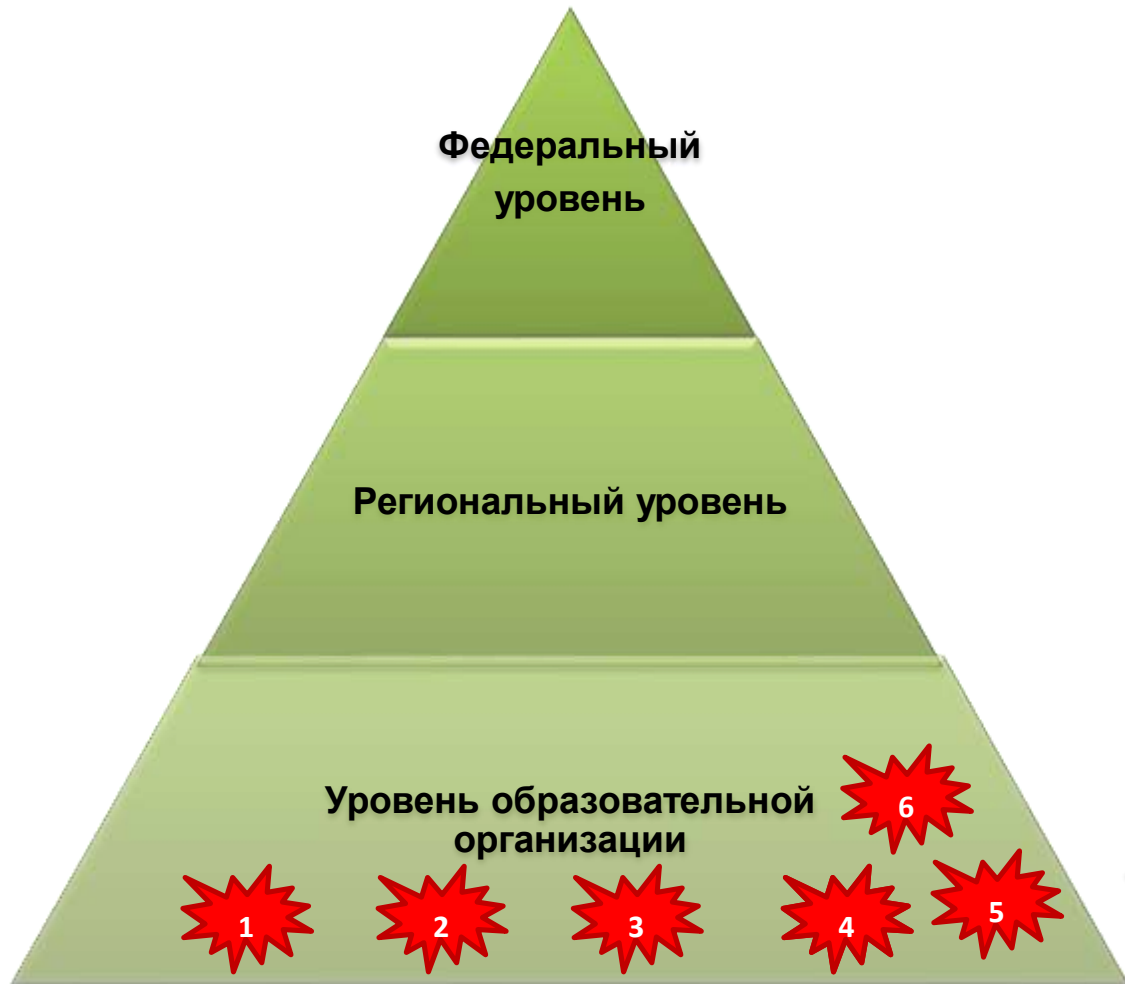 Федеральный
уровень
Региональный уровень
Уровень образовательной
организации
6
1 2 3 4 5